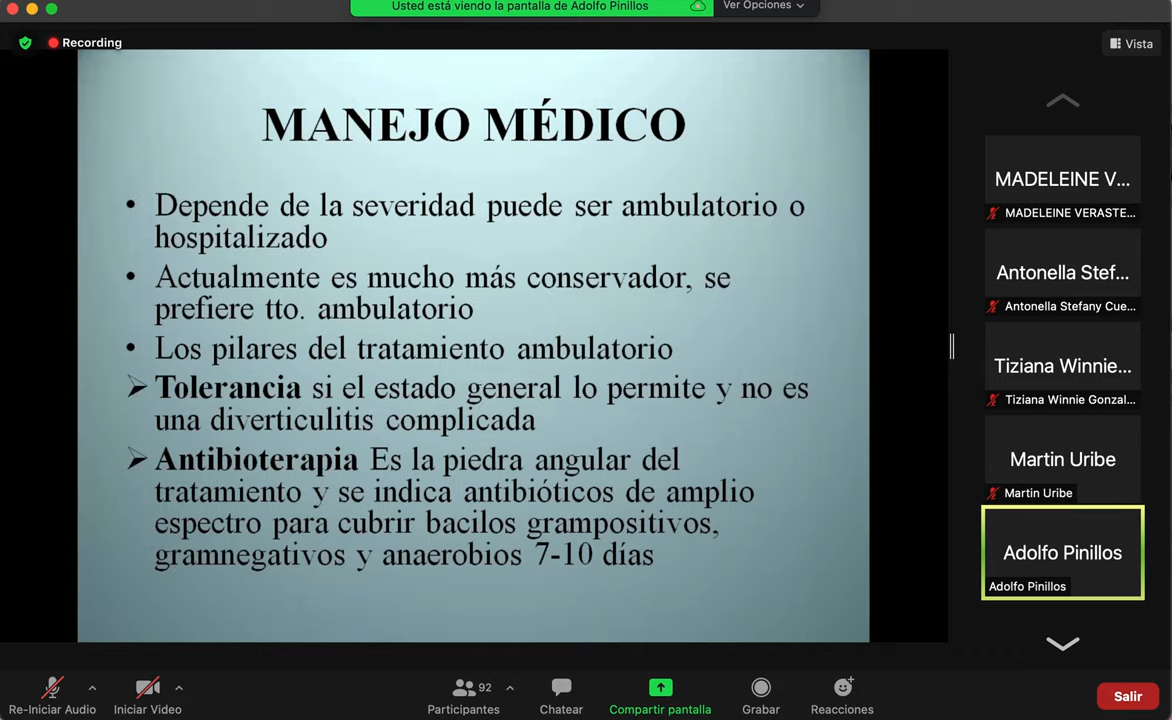 Usted está viendo la pantalla de Adolfo Pinillos
Ver Opciones
Recording
Vista
MANEJO MÉDICO
• Depende de la severidad puede ser ambulatorio o
hospitalizado
• Actualmente es mucho más conservador, se
prefiere tto. ambulatorio
• Los pilares del tratamiento ambulatorio
➢ Tolerancia si el estado general lo permite y no es
una diverticulitis complicada
➢ Antibioterapia Es la piedra angular del
tratamiento y se indica antibióticos de amplio
espectro para cubrir bacilos grampositivos,
gramnegativos y anaerobios 7-10 días
MADELEINE V...
MADELEINE VERASTE...
Antonella Stef...
Antonella Stefany Cue...
Tiziana Winnie...
Tiziana Winnie Gonzal...
Martin Uribe
Martin Uribe
Adolfo Pinillos
Adolfo Pinillos
Re-Iniciar Audio
Iniciar Video
92
Participantes
Chatear
Compartir pantalla
Grabar
Reacciones
Salir